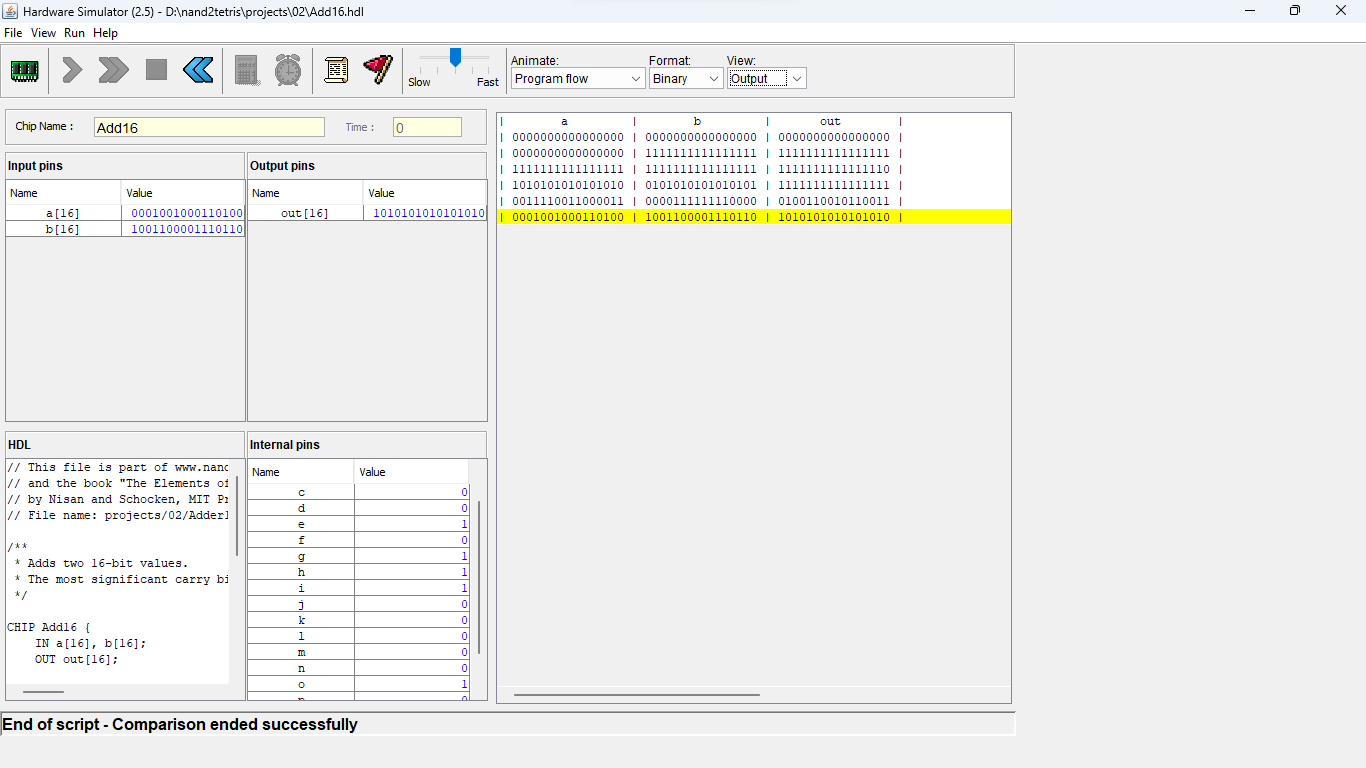 Hardware Simulator (2.5) - D:\nand2tetris\projects\02\Add16.hdl
File View Run Help
Slow Fast
Animate: Format: View:
Program flow Binary Output
Chip Name : Add16 Time : 0
Input pins
Name Value
a[16] 0001001000110100
b[16] 1001100001110110
Output pins
Name Value
out[16] 1010101010101010
| a | b | out |
| 0000000000000000 | 0000000000000000 | 0000000000000000 |
| 0000000000000000 | 1111111111111111 | 1111111111111111 |
| 1111111111111111 | 1111111111111111 | 1111111111111110 |
| 1010101010101010 | 0101010101010101 | 1111111111111111 |
| 0011110011000011 | 0000111111110000 | 0100110010110011 |
| 0001001000110100 | 1001100001110110 | 1010101010101010 |
HDL
// This file is part of www.nand
// and the book "The Elements of
// by Nisan and Schocken, MIT Pr
// File name: projects/02/Adder1
/**
* Adds two 16-bit values.
* The most significant carry bi
*/
CHIP Add16 {
IN a[16], b[16];
OUT out[16];
Internal pins
Name Value
c 0
d 0
e 1
f 0
g 1
h 1
i 1
j 0
k 0
l 0
m 0
n 0
o 1
End of script - Comparison ended successfully